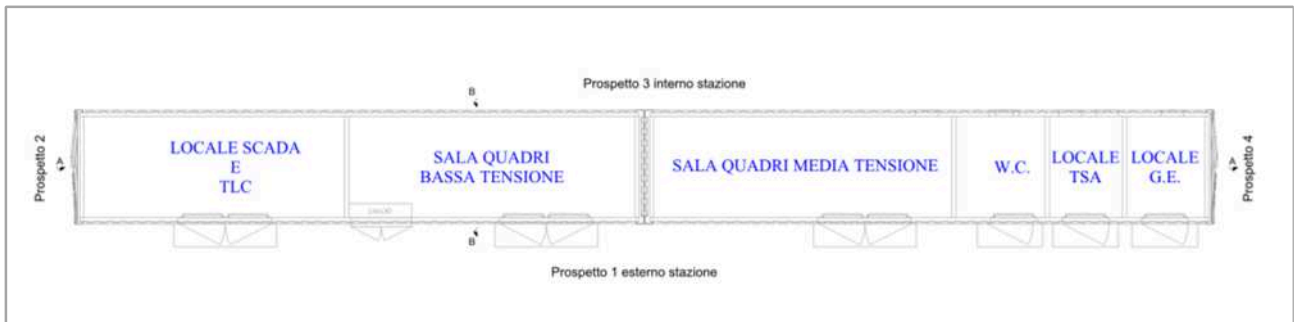 Prospetto 3 interno stazione
B
Prospetto 2
A
LOCALE SCADA
E
TLC
SALA QUADRI
BASSA TENSIONE
SALA QUADRI MEDIA TENSIONE
W.C.
LOCALE
TSA
LOCALE
G.E.
A
Prospetto 4
B
Prospetto 1 esterno stazione